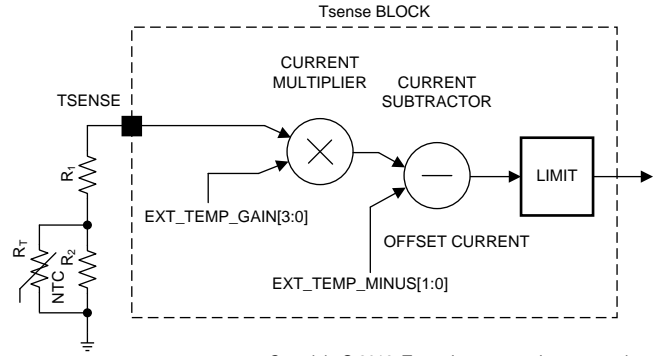 Tsense BLOCK
CURRENT
MULTIPLIER
CURRENT
SUBTRACTOR
TSENSE
R1
LIMIT
EXT_TEMP_GAIN[3:0]
RT
NTC
R2
OFFSET CURRENT
EXT_TEMP_MINUS[1:0]